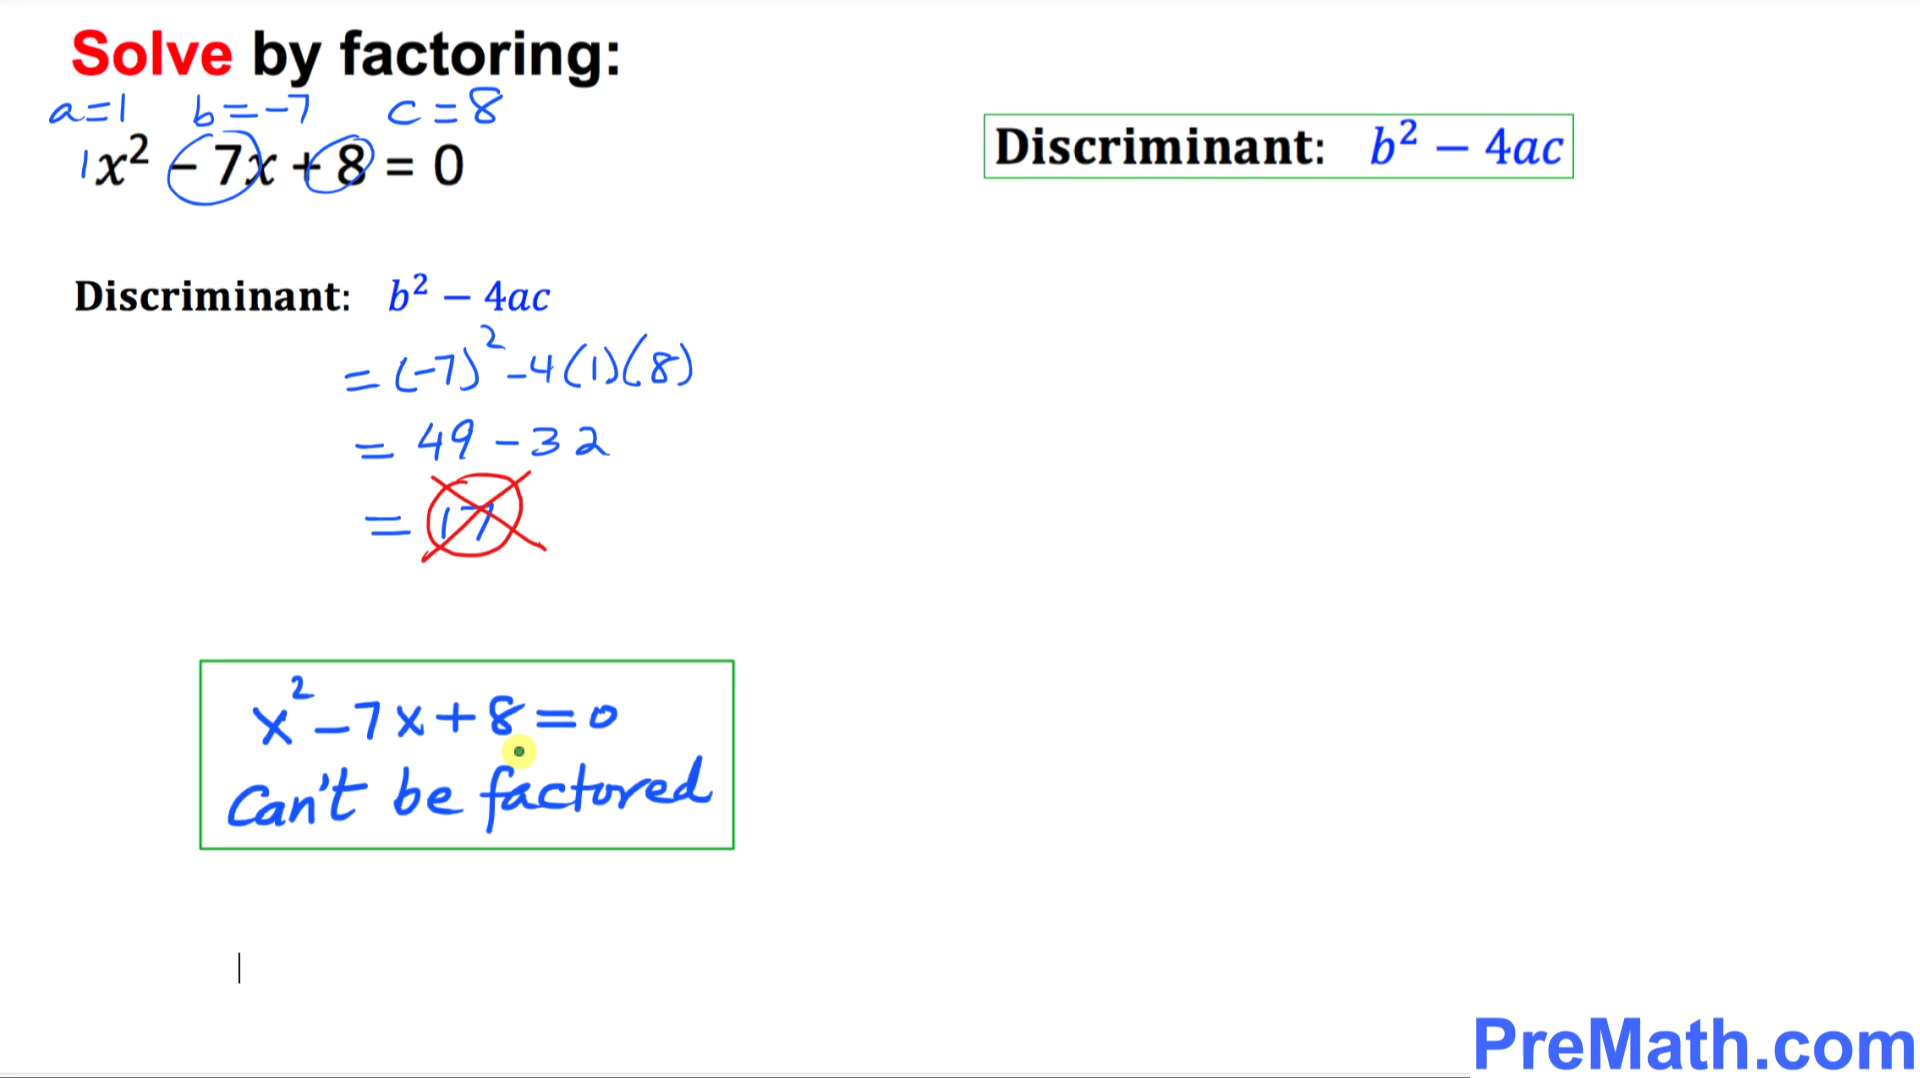 Solve by factoring:
a=1 b=-7 c=8
1x² − 7x + 8 = 0
Discriminant: b² − 4ac
Discriminant: b² − 4ac
= (-7)² -4(1)(8)
= 49 - 32
= 17
x² - 7x + 8 = 0
Can't be factored
PreMath.com